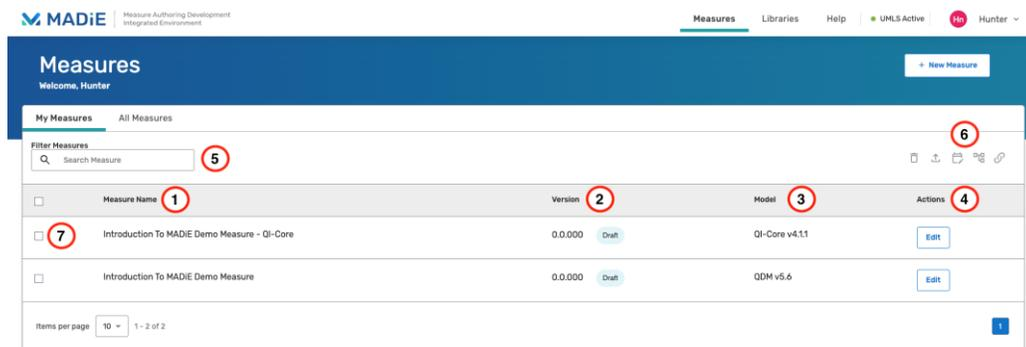 MADiE Measure Authoring Development
Integrated Environment
Measures Libraries Help UMLS Active Hn Hunter
Measures
Welcome, Hunter
+ New Measure
My Measures All Measures
Filter Measures
Search Measure 5
6
Measure Name 1 Version 2 Model 3 Actions 4
7 Introduction To MADiE Demo Measure - QI-Core 0.0.000 Draft QI-Core v4.1.1 Edit
Introduction To MADiE Demo Measure 0.0.000 Draft QDM v5.6 Edit
Items per page 10 1 - 2 of 2 1